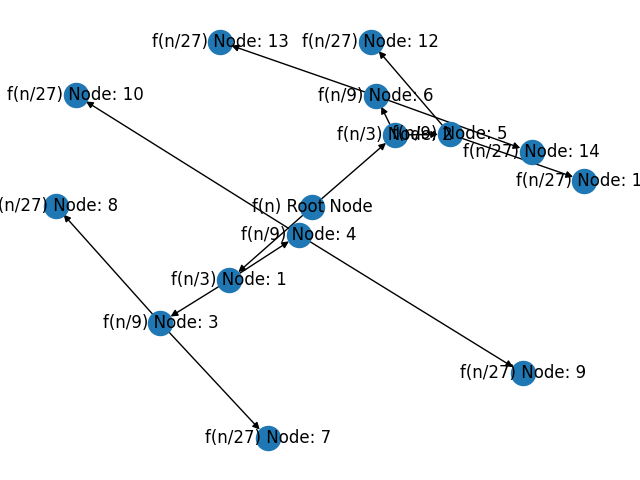 f(n/27) Node: 13
f(n/27) Node: 12
f(n/27) Node: 10
f(n/9) Node: 6
f(n/3) Node: 2
f(n/9) Node: 5
f(n/27) Node: 14
f(n/27) Node: 1
(n/27) Node: 8
f(n) Root Node
f(n/9) Node: 4
f(n/3) Node: 1
f(n/9) Node: 3
f(n/27) Node: 9
f(n/27) Node: 7